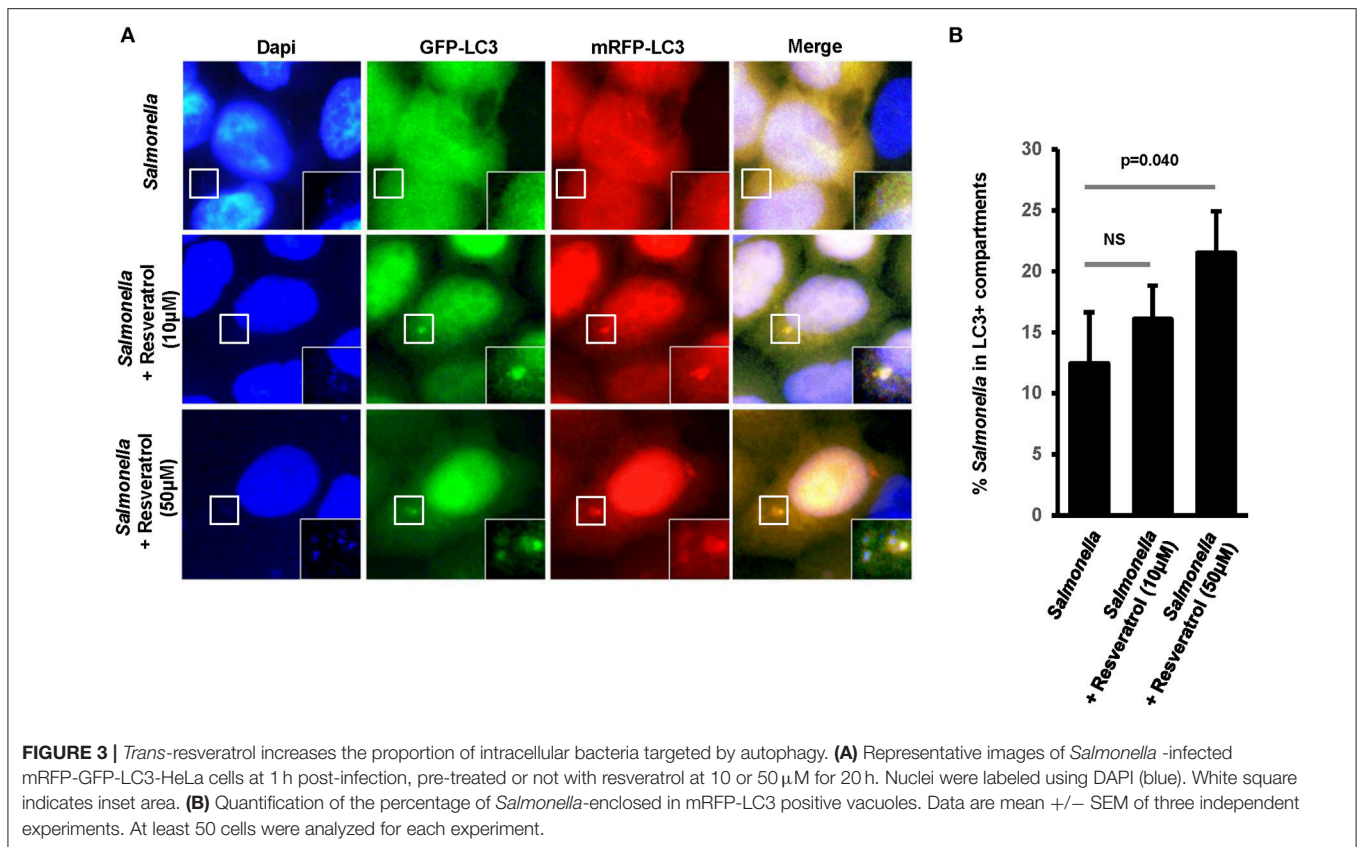 A
Dapi
GFP-LC3
mRFP-LC3
Merge
Salmonella
Salmonella
+ Resveratrol
(10µM)
Salmonella
+ Resveratrol
(50µM)
B
% Salmonella in LC3+ compartments
30
25
20
15
10
5
0
p=0.040
NS
Salmonella
Salmonella
+ Resveratrol (10µM)
Salmonella
+ Resveratrol (50µM)
FIGURE 3 | Trans-resveratrol increases the proportion of intracellular bacteria targeted by autophagy. (A) Representative images of Salmonella -infected
mRFP-GFP-LC3-HeLa cells at 1 h post-infection, pre-treated or not with resveratrol at 10 or 50 µM for 20 h. Nuclei were labeled using DAPI (blue). White square
indicates inset area. (B) Quantification of the percentage of Salmonella-enclosed in mRFP-LC3 positive vacuoles. Data are mean +/− SEM of three independent
experiments. At least 50 cells were analyzed for each experiment.